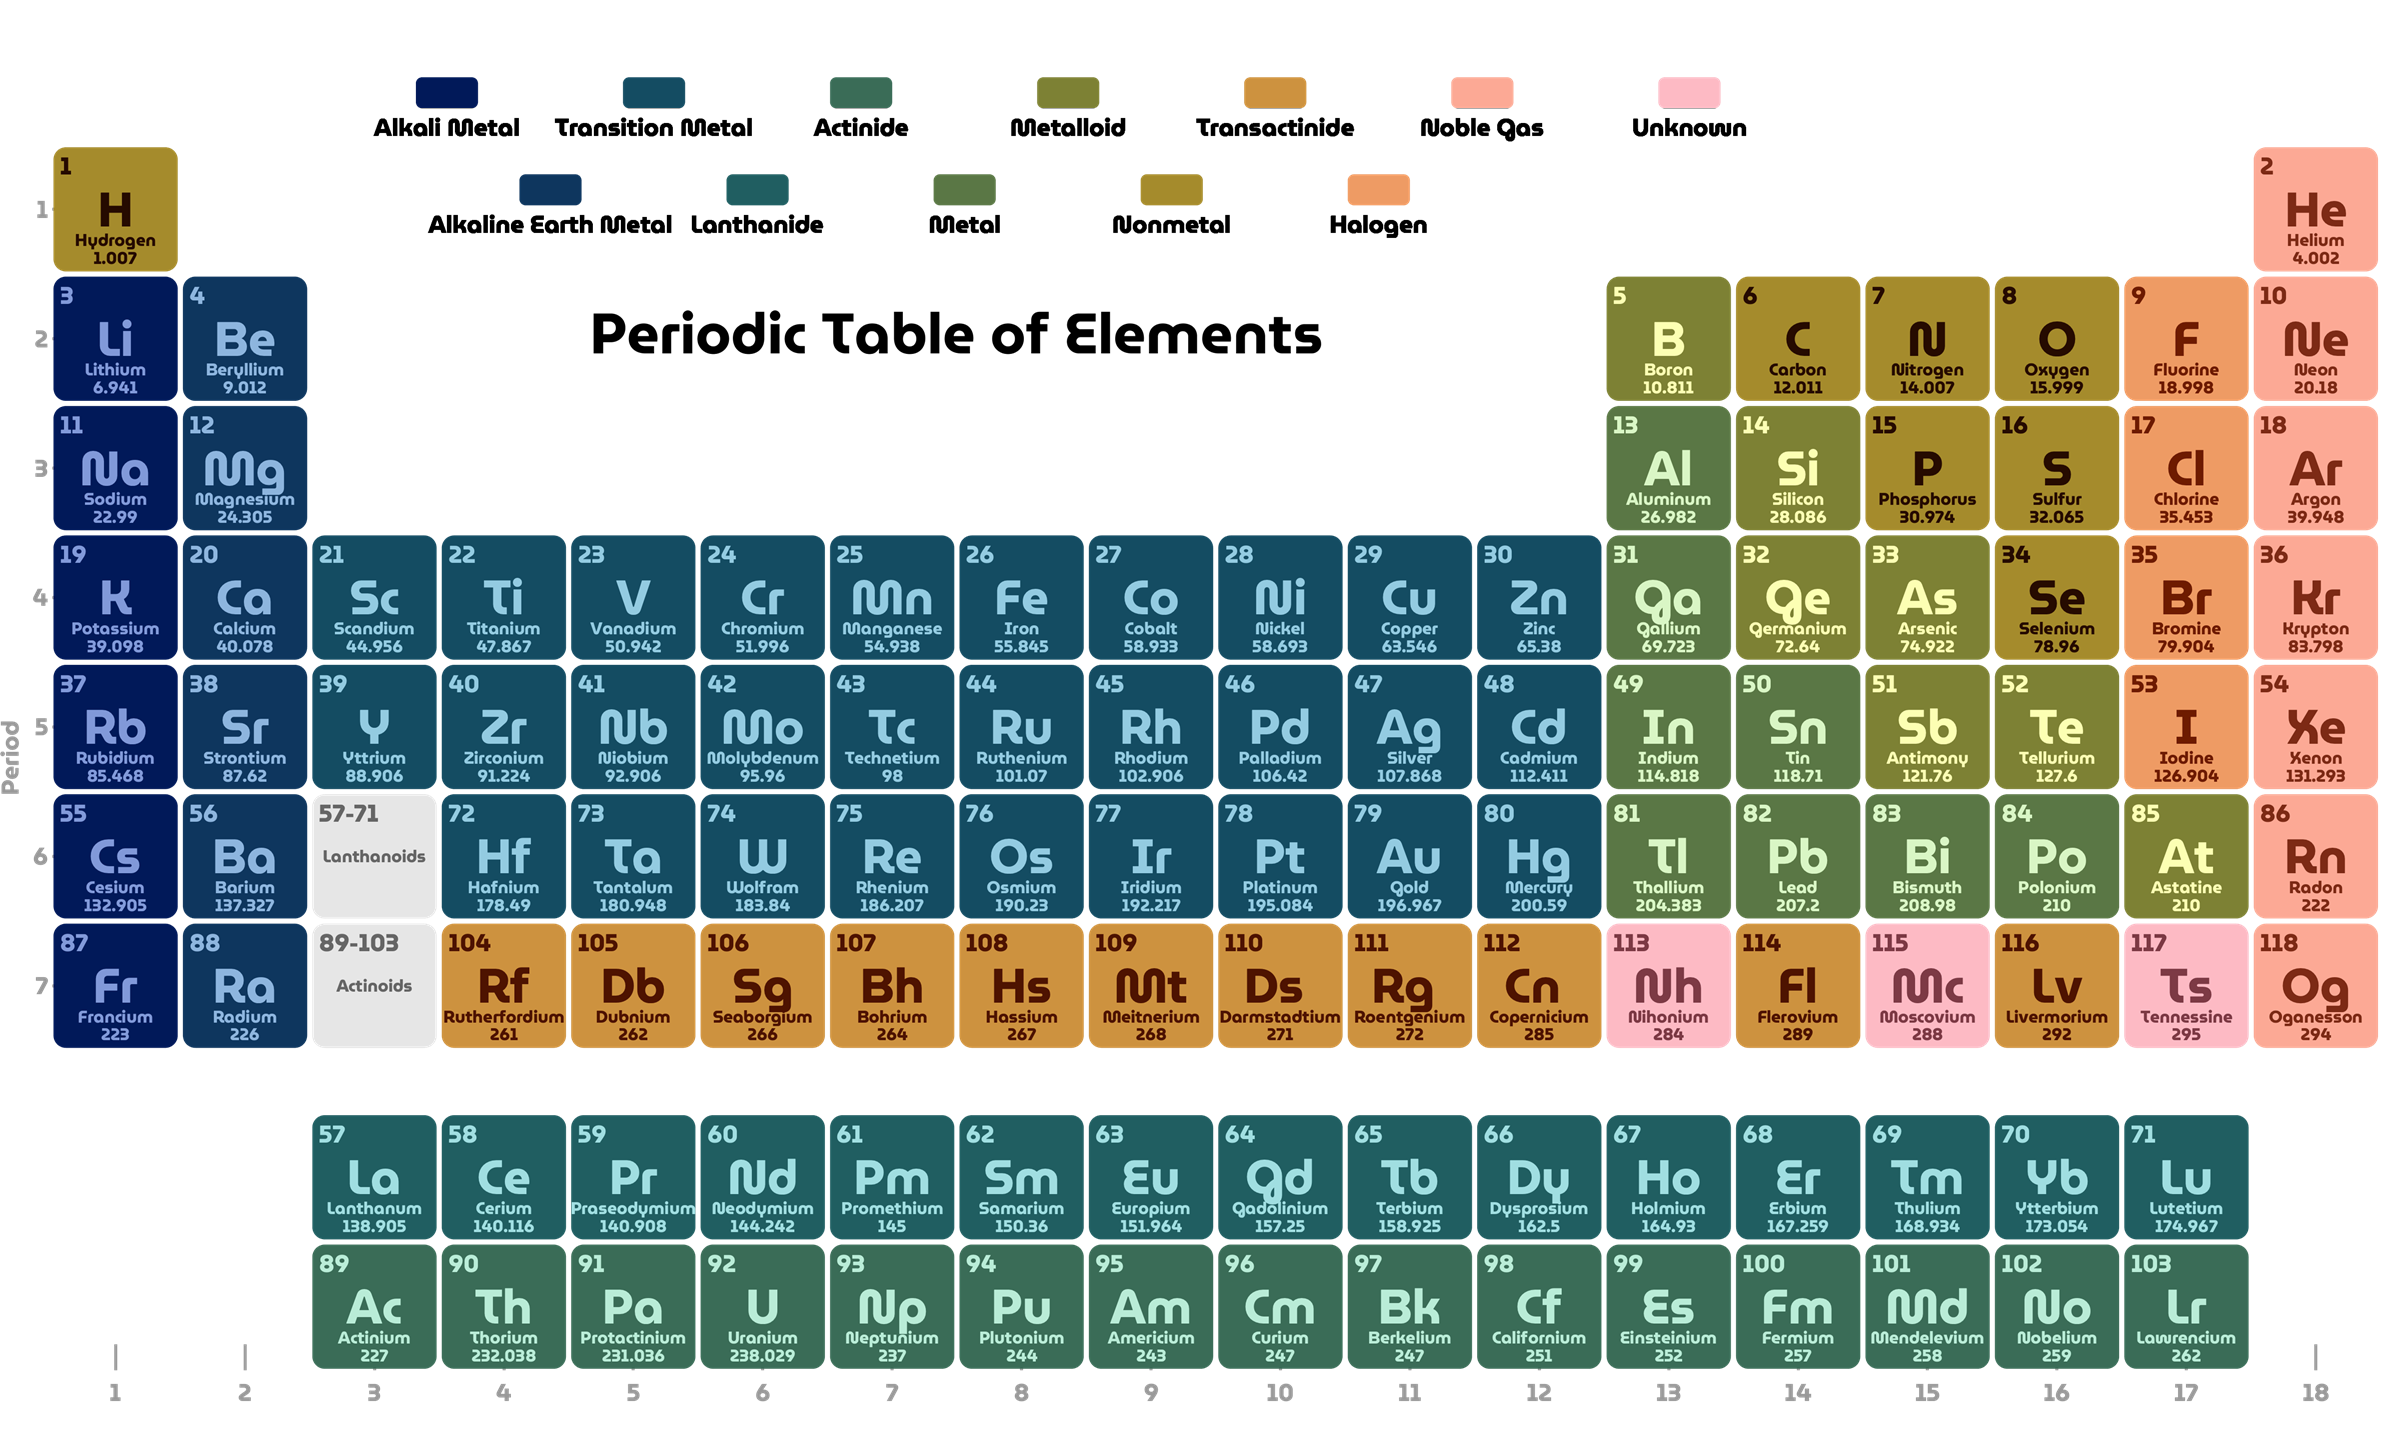 Alkali Metal
Transition Metal
Actinide
Metalloid
Transactinide
Noble Gas
Unknown
Alkaline Earth Metal
Lanthanide
Metal
Nonmetal
Halogen
Periodic Table of Elements
1
1
H
Hydrogen
1.007
2
He
Helium
4.002
2
3
Li
Lithium
6.941
4
Be
Beryllium
9.012
5
B
Boron
10.811
6
C
Carbon
12.011
7
N
Nitrogen
14.007
8
O
Oxygen
15.999
9
F
Fluorine
18.998
10
Ne
Neon
20.18
3
11
Na
Sodium
22.99
12
Mg
Magnesium
24.305
13
Al
Aluminum
26.982
14
Si
Silicon
28.086
15
P
Phosphorus
30.974
16
S
Sulfur
32.065
17
Cl
Chlorine
35.453
18
Ar
Argon
39.948
4
19
K
Potassium
39.098
20
Ca
Calcium
40.078
21
Sc
Scandium
44.956
22
Ti
Titanium
47.867
23
V
Vanadium
50.942
24
Cr
Chromium
51.996
25
Mn
Manganese
54.938
26
Fe
Iron
55.845
27
Co
Cobalt
58.933
28
Ni
Nickel
58.693
29
Cu
Copper
63.546
30
Zn
Zinc
65.38
31
Ga
Gallium
69.723
32
Ge
Germanium
72.64
33
As
Arsenic
74.922
34
Se
Selenium
78.96
35
Br
Bromine
79.904
36
Kr
Krypton
83.798
Period
5
37
Rb
Rubidium
85.468
38
Sr
Strontium
87.62
39
Y
Yttrium
88.906
40
Zr
Zirconium
91.224
41
Nb
Niobium
92.906
42
Mo
Molybdenum
95.96
43
Tc
Technetium
98
44
Ru
Ruthenium
101.07
45
Rh
Rhodium
102.906
46
Pd
Palladium
106.42
47
Ag
Silver
107.868
48
Cd
Cadmium
112.411
49
In
Indium
114.818
50
Sn
Tin
118.71
51
Sb
Antimony
121.76
52
Te
Tellurium
127.6
53
I
Iodine
126.904
54
Xe
Xenon
131.293
6
55
Cs
Cesium
132.905
56
Ba
Barium
137.327
57-71
Lanthanoids
72
Hf
Hafnium
178.49
73
Ta
Tantalum
180.948
74
W
Wolfram
183.84
75
Re
Rhenium
186.207
76
Os
Osmium
190.23
77
Ir
Iridium
192.217
78
Pt
Platinum
195.084
79
Au
Gold
196.967
80
Hg
Mercury
200.59
81
Tl
Thallium
204.383
82
Pb
Lead
207.2
83
Bi
Bismuth
208.98
84
Po
Polonium
210
85
At
Astatine
210
86
Rn
Radon
222
7
87
Fr
Francium
223
88
Ra
Radium
226
89-103
Actinoids
104
Rf
Rutherfordium
261
105
Db
Dubnium
262
106
Sg
Seaborgium
266
107
Bh
Bohrium
264
108
Hs
Hassium
267
109
Mt
Meitnerium
268
110
Ds
Darmstadtium
271
111
Rg
Roentgenium
272
112
Cn
Copernicium
285
113
Nh
Nihonium
284
114
Fl
Flerovium
289
115
Mc
Moscovium
288
116
Lv
Livermorium
292
117
Ts
Tennessine
295
118
Og
Oganesson
294
57
La
Lanthanum
138.905
58
Ce
Cerium
140.116
59
Pr
Praseodymium
140.908
60
Nd
Neodymium
144.242
61
Pm
Promethium
145
62
Sm
Samarium
150.36
63
Eu
Europium
151.964
64
Gd
Gadolinium
157.25
65
Tb
Terbium
158.925
66
Dy
Dysprosium
162.5
67
Ho
Holmium
164.93
68
Er
Erbium
167.259
69
Tm
Thulium
168.934
70
Yb
Ytterbium
173.054
71
Lu
Lutetium
174.967
89
Ac
Actinium
227
90
Th
Thorium
232.038
91
Pa
Protactinium
231.036
92
U
Uranium
238.029
93
Np
Neptunium
237
94
Pu
Plutonium
244
95
Am
Americium
243
96
Cm
Curium
247
97
Bk
Berkelium
247
98
Cf
Californium
251
99
Es
Einsteinium
252
100
Fm
Fermium
257
101
Md
Mendelevium
258
102
No
Nobelium
259
103
Lr
Lawrencium
262
1 2 3 4 5 6 7 8 9 10 11 12 13 14 15 16 17 18